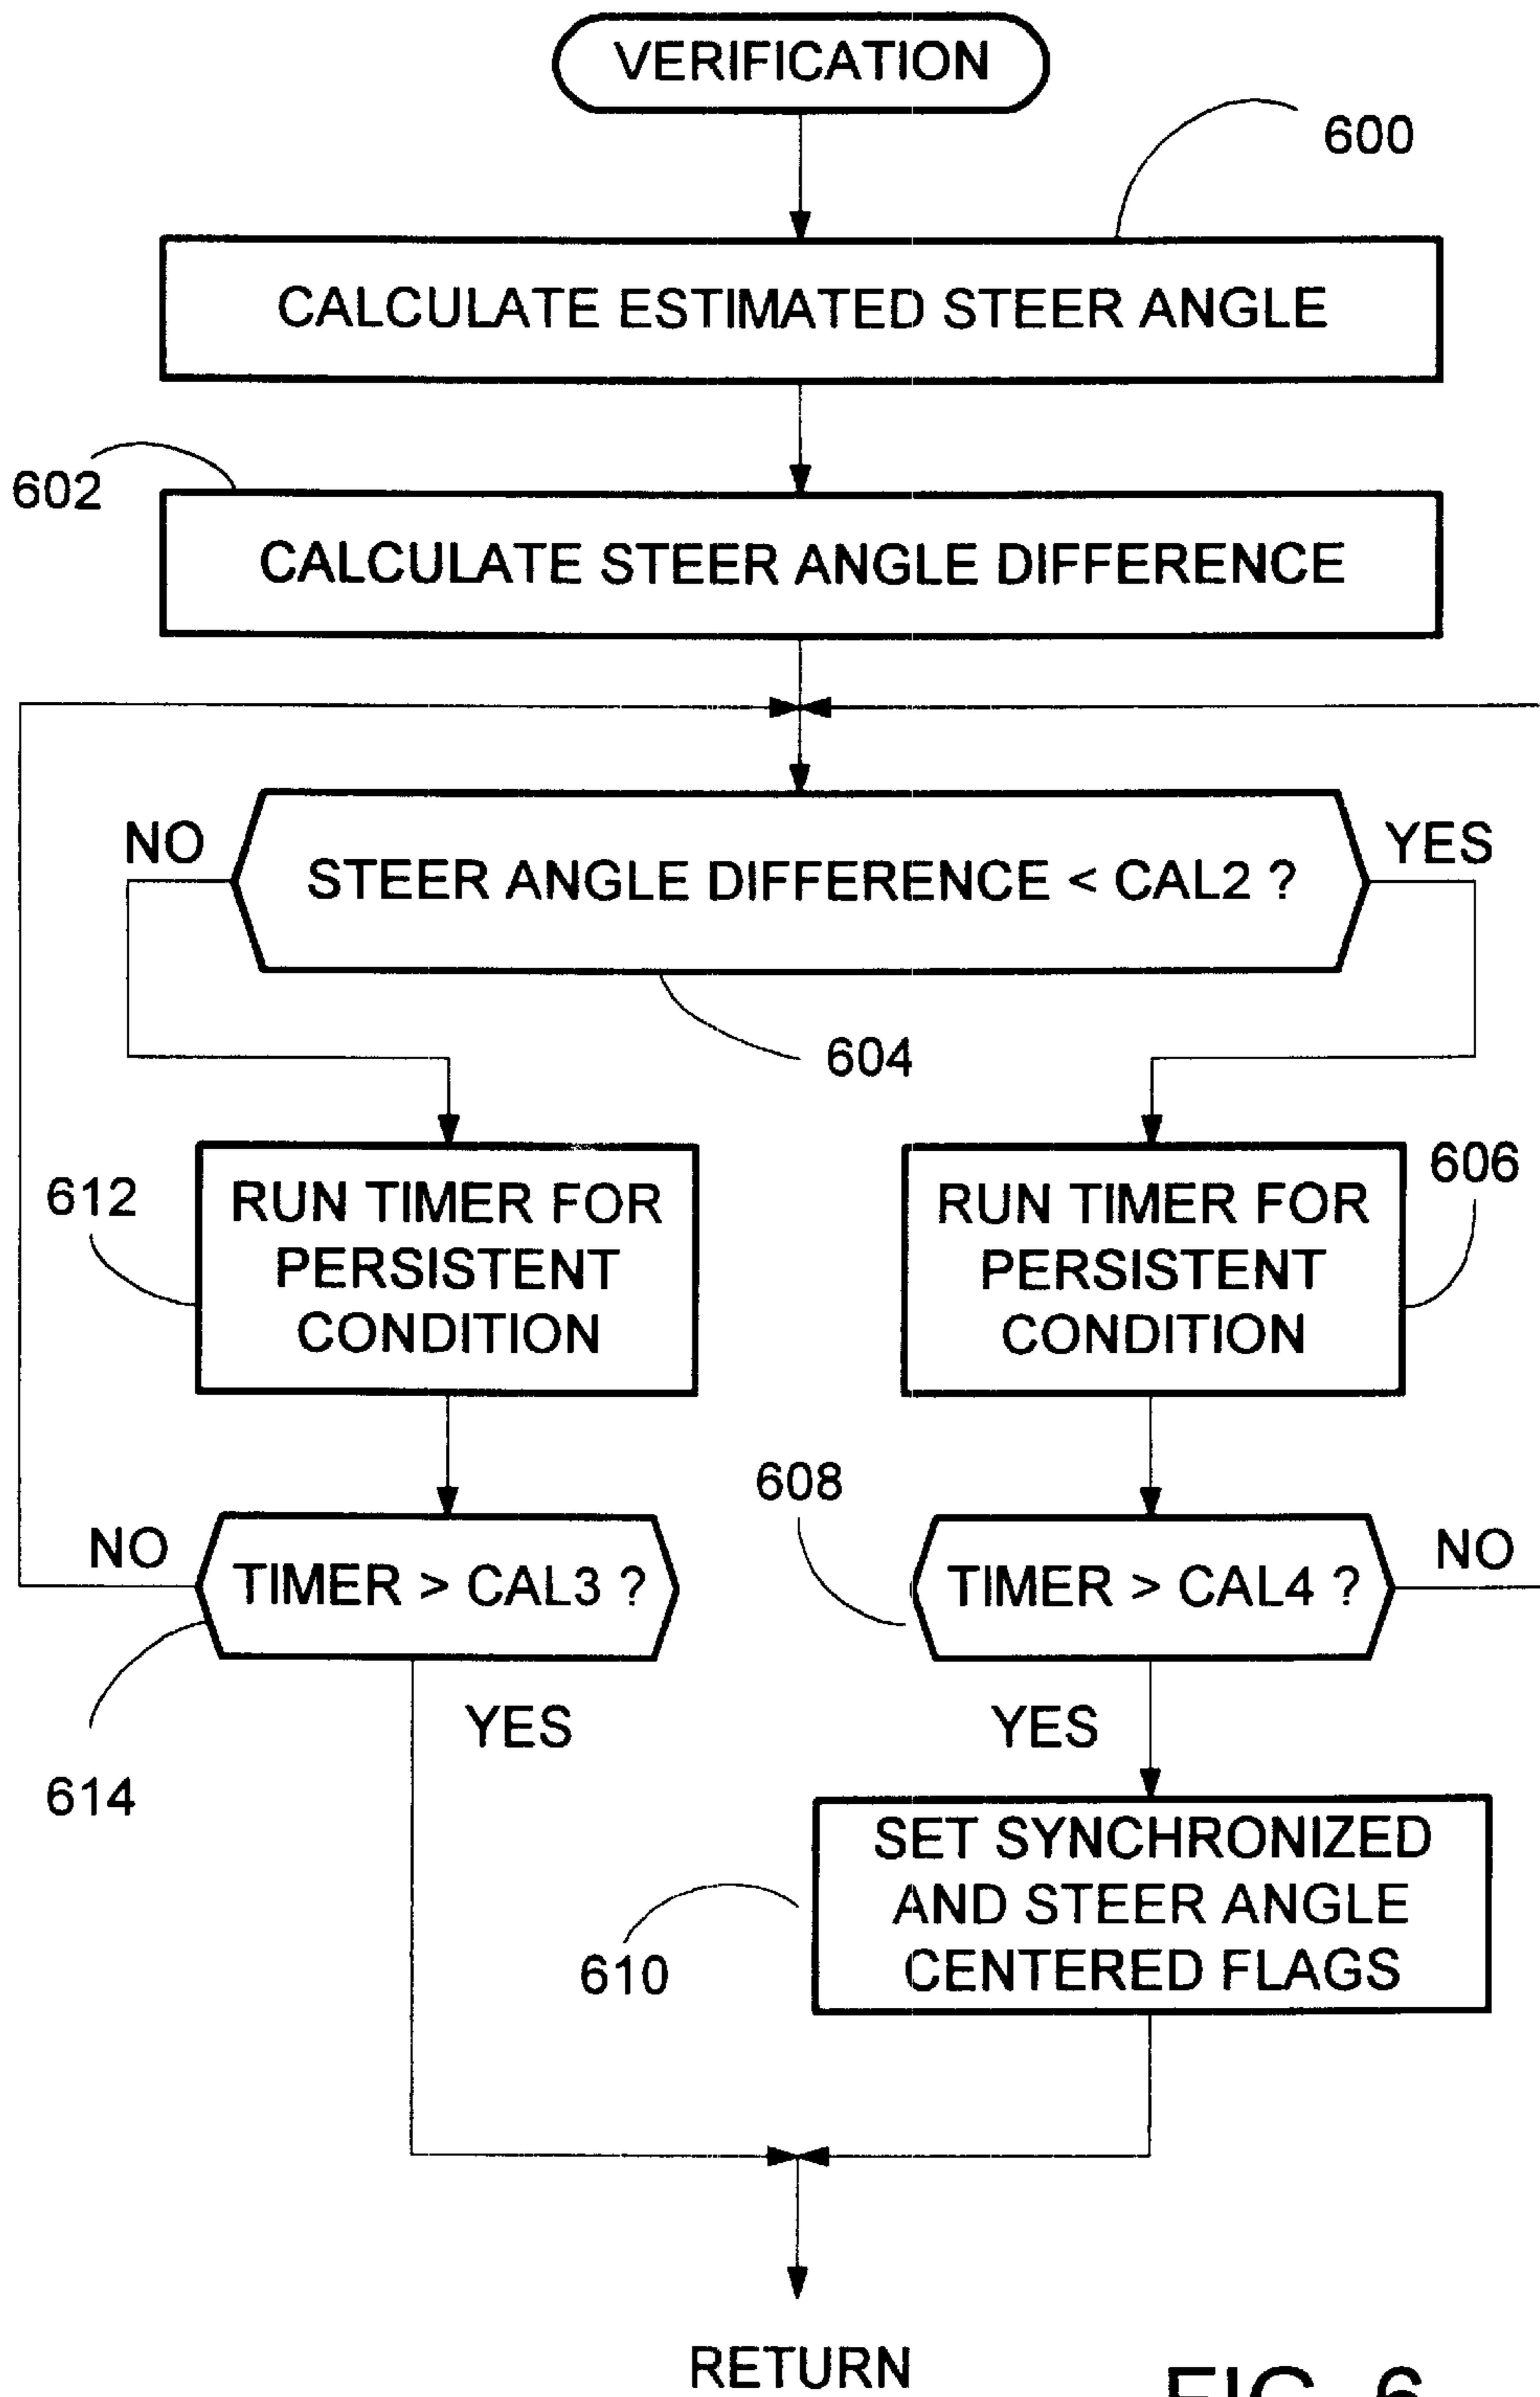 VERIFICATION
600
CALCULATE ESTIMATED STEER ANGLE
602
CALCULATE STEER ANGLE DIFFERENCE
NO
YES
STEER ANGLE DIFFERENCE < CAL2 ?
604
612
RUN TIMER FOR
PERSISTENT
CONDITION
RUN TIMER FOR
PERSISTENT
CONDITION
606
608
NO
TIMER > CAL3 ?
TIMER > CAL4 ?
NO
YES
YES
614
SET SYNCHRONIZED
AND STEER ANGLE
CENTERED FLAGS
610
RETURN
FIG. 6